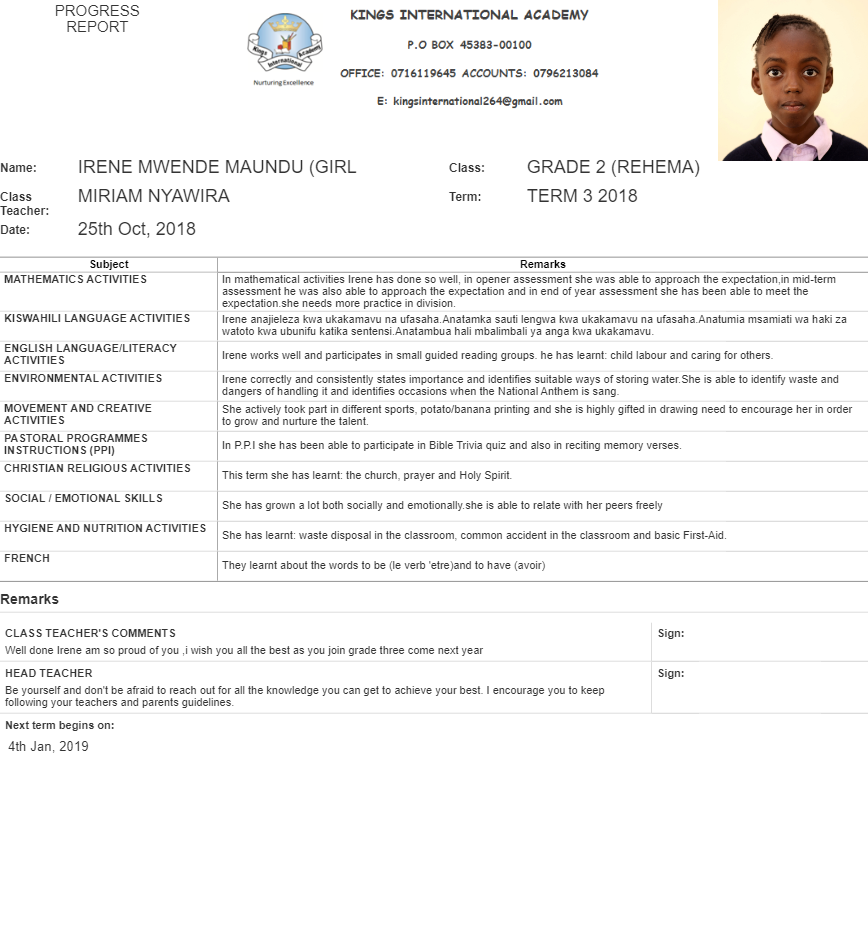 PROGRESS
REPORT
Kings International Academy
Nurturing Excellence
KINGS INTERNATIONAL ACADEMY
P.O BOX 45383-00100
OFFICE: 0716119645 ACCOUNTS: 0796213084
E: kingsinternational264@gmail.com
Name: IRENE MWENDE MAUNDU (GIRL Class: GRADE 2 (REHEMA)
Class Teacher: MIRIAM NYAWIRA Term: TERM 3 2018
Date: 25th Oct, 2018
Subject Remarks
MATHEMATICS ACTIVITIES
In mathematical activities Irene has done so well, in opener assessment she was able to approach the expectation,in mid-term
assessment he was also able to approach the expectation and in end of year assessment she has been able to meet the
expectation.she needs more practice in division.
KISWAHILI LANGUAGE ACTIVITIES
Irene anajieleza kwa ukakamavu na ufasaha.Anatamka sauti lengwa kwa ukakamavu na ufasaha.Anatumia msamiati wa haki za
watoto kwa ubunifu katika sentensi.Anatambua hali mbalimbali ya anga kwa ukakamavu.
ENGLISH LANGUAGE/LITERACY
ACTIVITIES
Irene works well and participates in small guided reading groups. he has learnt: child labour and caring for others.
ENVIRONMENTAL ACTIVITIES
Irene correctly and consistently states importance and identifies suitable ways of storing water.She is able to identify waste and
dangers of handling it and identifies occasions when the National Anthem is sang.
MOVEMENT AND CREATIVE
ACTIVITIES
She actively took part in different sports, potato/banana printing and she is highly gifted in drawing need to encourage her in order
to grow and nurture the talent.
PASTORAL PROGRAMMES
INSTRUCTIONS (PPI)
In P.P.I she has been able to participate in Bible Trivia quiz and also in reciting memory verses.
CHRISTIAN RELIGIOUS ACTIVITIES
This term she has learnt: the church, prayer and Holy Spirit.
SOCIAL / EMOTIONAL SKILLS
She has grown a lot both socially and emotionally.she is able to relate with her peers freely
HYGIENE AND NUTRITION ACTIVITIES
She has learnt: waste disposal in the classroom, common accident in the classroom and basic First-Aid.
FRENCH
They learnt about the words to be (le verb 'etre)and to have (avoir)
Remarks
CLASS TEACHER'S COMMENTS Sign:
Well done Irene am so proud of you ,i wish you all the best as you join grade three come next year
HEAD TEACHER Sign:
Be yourself and don't be afraid to reach out for all the knowledge you can get to achieve your best. I encourage you to keep
following your teachers and parents guidelines.
Next term begins on:
4th Jan, 2019